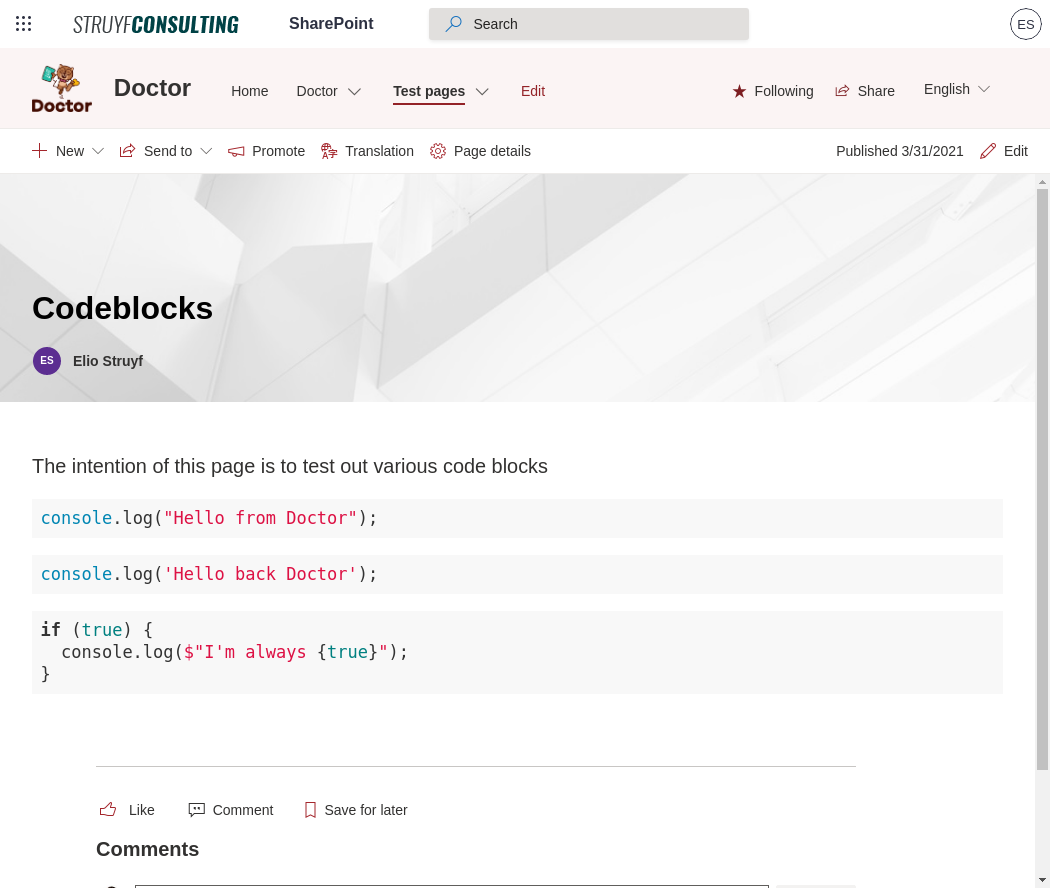 STRUYFCONSULTING SharePoint Search ES
Doctor Doctor Home Doctor Test pages Edit Following Share English
New Send to Promote Translation Page details Published 3/31/2021 Edit
Codeblocks
ES Elio Struyf
The intention of this page is to test out various code blocks
console.log("Hello from Doctor");
console.log('Hello back Doctor');
if (true) {
  console.log($"I'm always {true}");
}
Like Comment Save for later
Comments